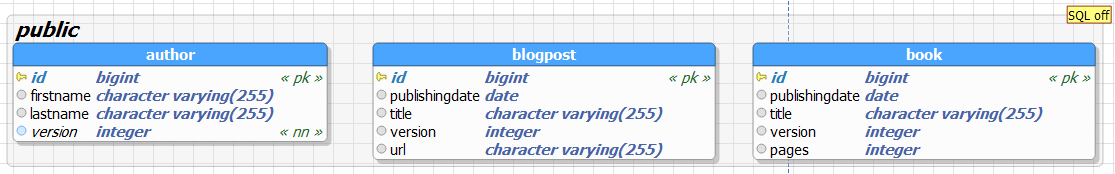 SQL off
public
author
id bigint « pk »
firstname character varying(255)
lastname character varying(255)
version integer « nn »
blogpost
id bigint « pk »
publishingdate date
title character varying(255)
version integer
url character varying(255)
book
id bigint « pk »
publishingdate date
title character varying(255)
version integer
pages integer